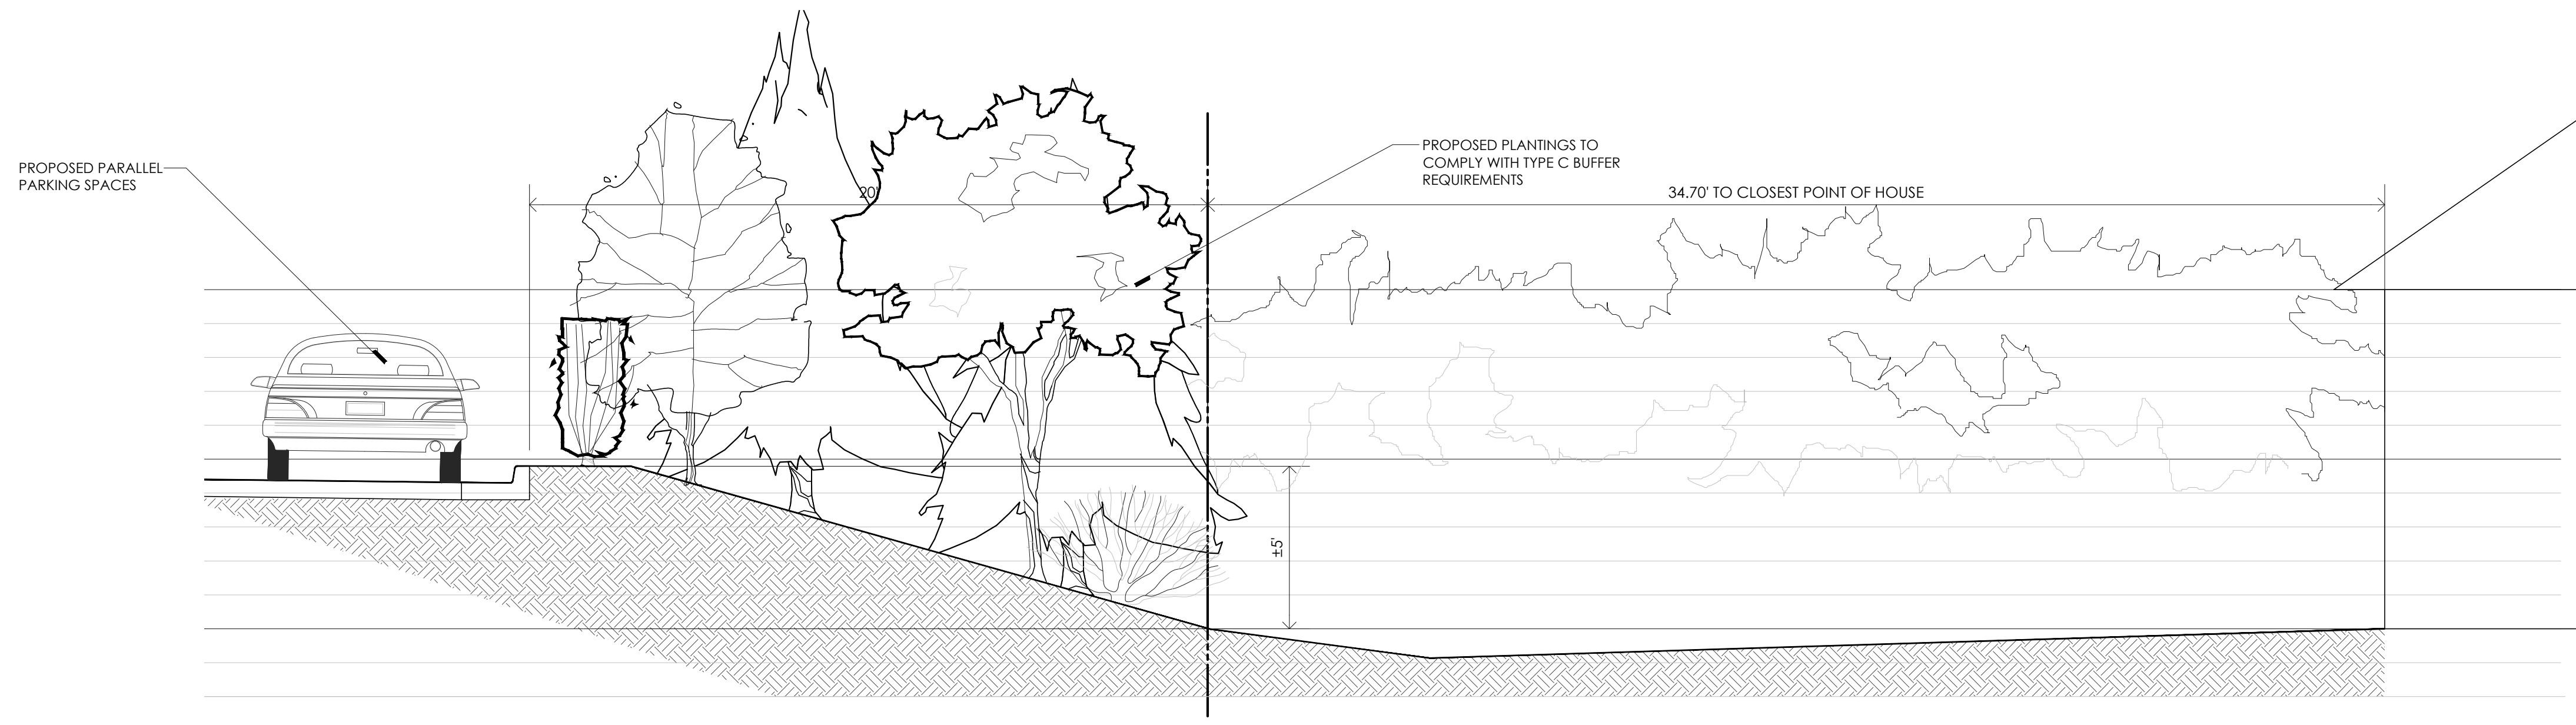 PROPOSED PARALLEL
PARKING SPACES
20'
PROPOSED PLANTINGS TO
COMPLY WITH TYPE C BUFFER
REQUIREMENTS
34.70' TO CLOSEST POINT OF HOUSE
±5'